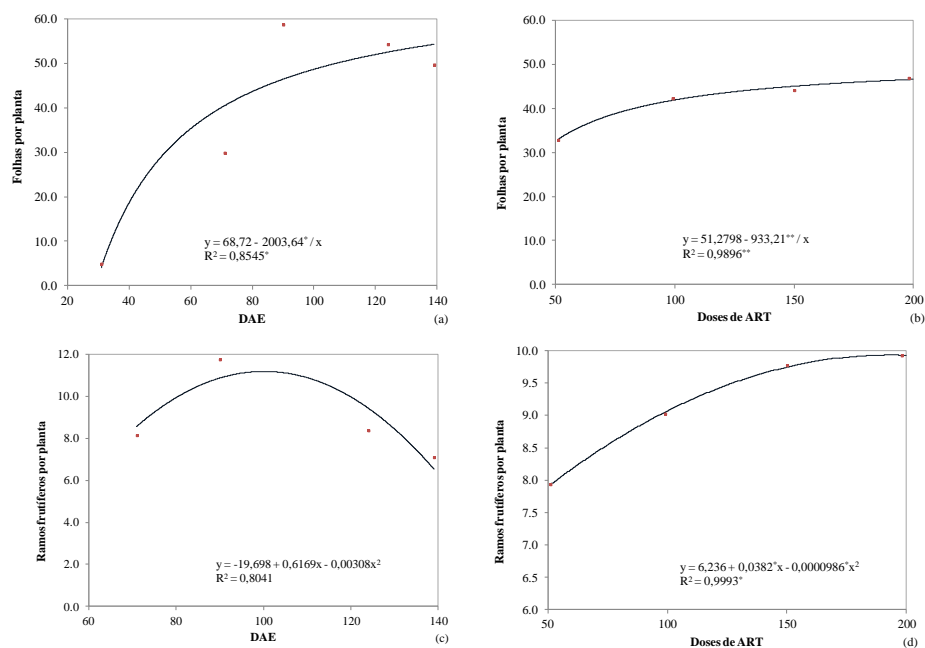 60.0
50.0
40.0
30.0
20.0
10.0
0.0
Folhas por planta
y = 68,72 - 2003,64* / x
R² = 0,8545*
20 40 60 80 100 120 140
DAE
(a)
60.0
50.0
40.0
30.0
20.0
10.0
0.0
Folhas por planta
y = 51,2798 - 933,21** / x
R² = 0,9896**
50 100 150 200
Doses de ART
(b)
12.0
10.0
8.0
6.0
4.0
2.0
0.0
Ramos frutíferos por planta
y = -19,698 + 0,6169x - 0,00308x²
R² = 0,8041
60 80 100 120 140
DAE
(c)
10.0
9.5
9.0
8.5
8.0
7.5
7.0
6.5
6.0
Ramos frutíferos por planta
y = 6,236 + 0,0382*x - 0,0000986*x²
R² = 0,9993*
50 100 150 200
Doses de ART
(d)